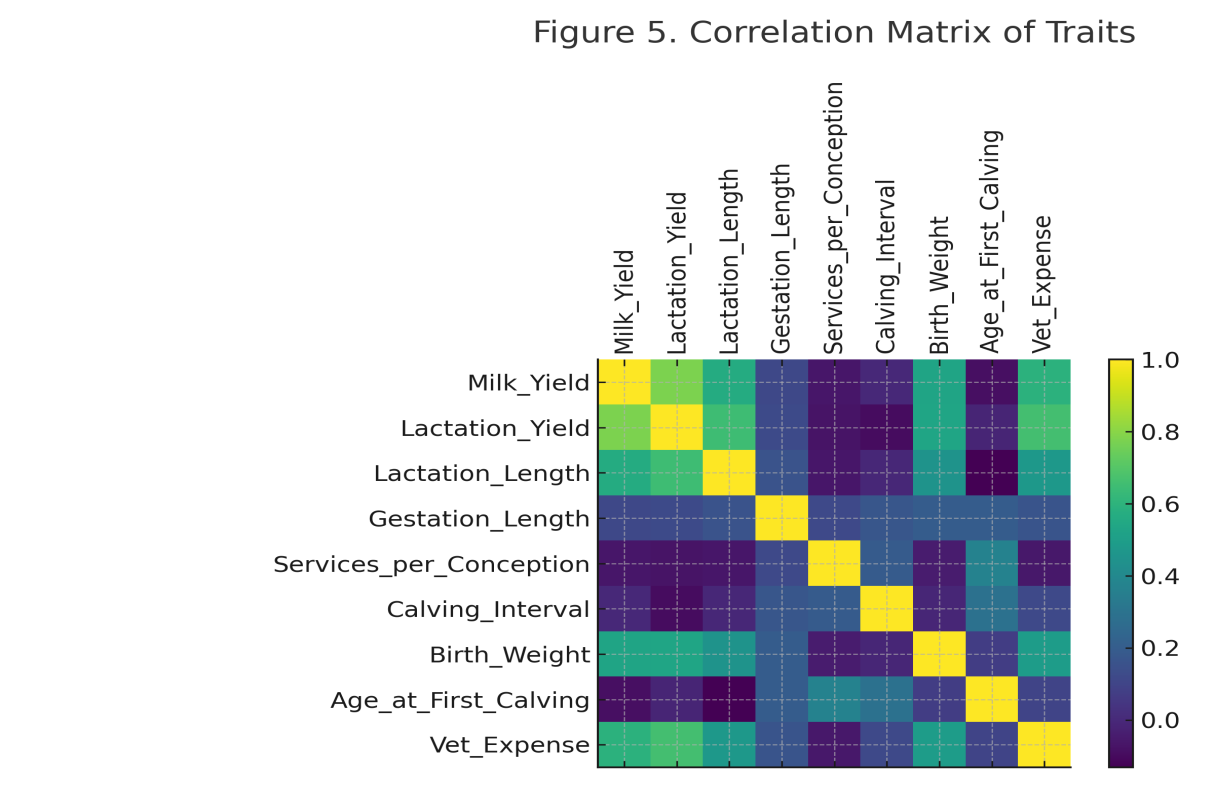 Figure 5. Correlation Matrix of Traits
Milk_Yield
Lactation_Yield
Lactation_Length
Gestation_Length
Services_per_Conception
Calving_Interval
Birth_Weight
Age_at_First_Calving
Vet_Expense
Milk_Yield
Lactation_Yield
Lactation_Length
Gestation_Length
Services_per_Conception
Calving_Interval
Birth_Weight
Age_at_First_Calving
Vet_Expense
1.0
0.8
0.6
0.4
0.2
0.0